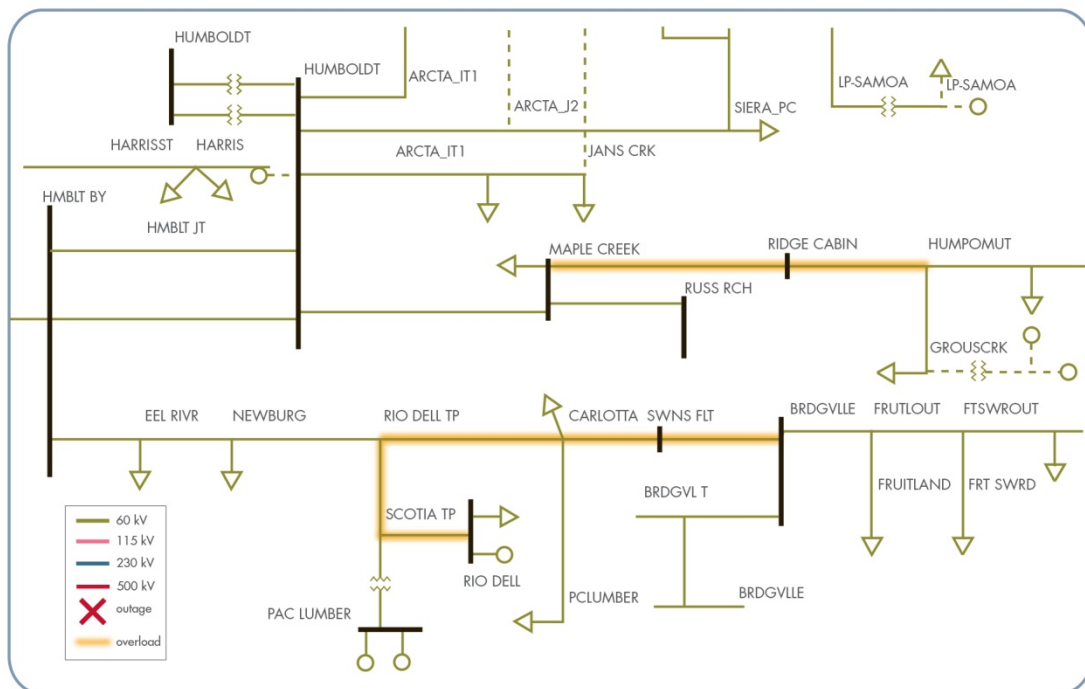 HUMBOLDT
HUMBOLDT
ARCTA_IT1
LP-SAMOA
LP-SAMOA
ARCTA_J2
SIERA_PC
HARRISST
HARRIS
ARCTA_IT1
JANS CRK
HMBLT BY
HMBLT JT
MAPLE CREEK
RIDGE CABIN
HUMPOMUT
RUSS RCH
GROUSCRK
EEL RIVR
NEWBURG
RIO DELL TP
CARLOTTA
SWNS FLT
BRDGVLLE
FRUTLOUT
FTSWROUT
BRDGVL T
FRUITLAND
FRT SWRD
SCOTIA TP
RIO DELL
PCLUMBER
BRDGVLLE
PAC LUMBER
60 kV
115 kV
230 kV
500 kV
outage
overload